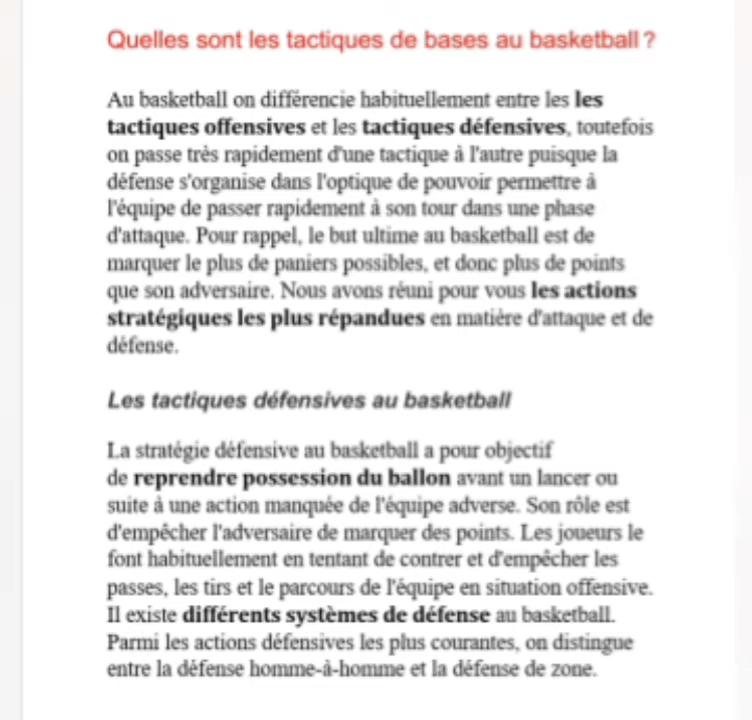 Quelles sont les tactiques de bases au basketball ?
Au basketball on différencie habituellement entre les les
tactiques offensives et les tactiques défensives, toutefois
on passe très rapidement d'une tactique à l'autre puisque la
défense s'organise dans l'optique de pouvoir permettre à
l'équipe de passer rapidement à son tour dans une phase
d'attaque. Pour rappel, le but ultime au basketball est de
marquer le plus de paniers possibles, et donc plus de points
que son adversaire. Nous avons réuni pour vous les actions
stratégiques les plus répandues en matière d'attaque et de
défense.
Les tactiques défensives au basketball
La stratégie défensive au basketball a pour objectif
de reprendre possession du ballon avant un lancer ou
suite à une action manquée de l'équipe adverse. Son rôle est
d'empêcher l'adversaire de marquer des points. Les joueurs le
font habituellement en tentant de contrer et d'empêcher les
passes, les tirs et le parcours de l'équipe en situation offensive.
Il existe différents systèmes de défense au basketball.
Parmi les actions défensives les plus courantes, on distingue
entre la défense homme-à-homme et la défense de zone.